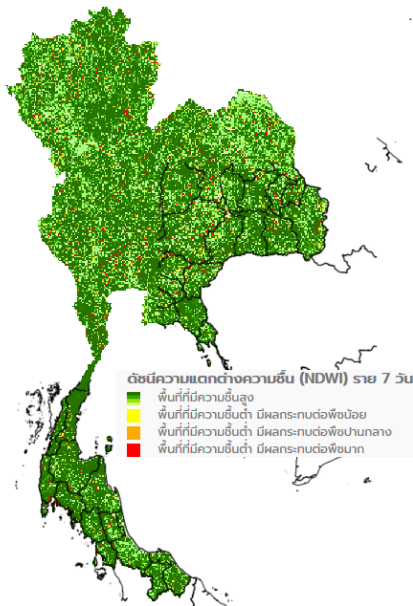 ดัชนีความแตกต่างความชื้น (NDWI) ราย 7 วัน
พื้นที่ที่มีความชื้นสูง
พื้นที่ที่มีความชื้นต่ำ มีผลกระทบต่อพืชน้อย
พื้นที่ที่มีความชื้นต่ำ มีผลกระทบต่อพืชปานกลาง
พื้นที่ที่มีความชื้นต่ำ มีผลกระทบต่อพืชมาก